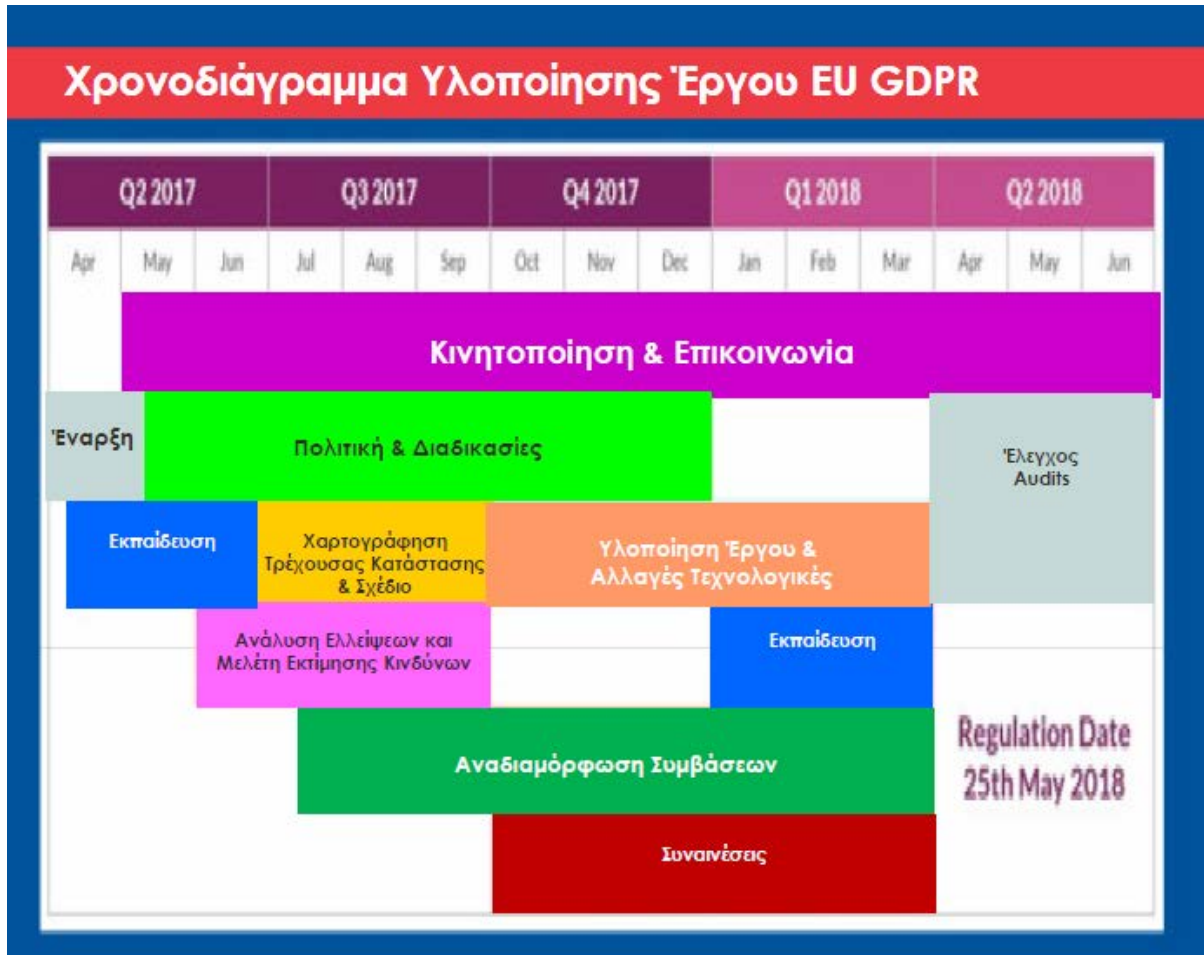 Χρονοδιάγραμμα Υλοποίησης Έργου EU GDPR
Q2 2017 Q3 2017 Q4 2017 Q1 2018 Q2 2018
Apr May Jun Jul Aug Sep Oct Nov Dec Jan Feb Mar Apr May Jun
Κινητοποίηση & Επικοινωνία
Έναρξη
Πολιτική & Διαδικασίες
Έλεγχος
Audits
Εκπαίδευση
Χαρτογράφηση
Τρέχουσας Κατάστασης
& Σχέδιο
Υλοποίηση Έργου &
Αλλαγές Τεχνολογικές
Ανάλυση Ελλείψεων και
Μελέτη Εκτίμησης Κινδύνων
Εκπαίδευση
Αναδιαμόρφωση Συμβάσεων
Regulation Date
25th May 2018
Συναινέσεις